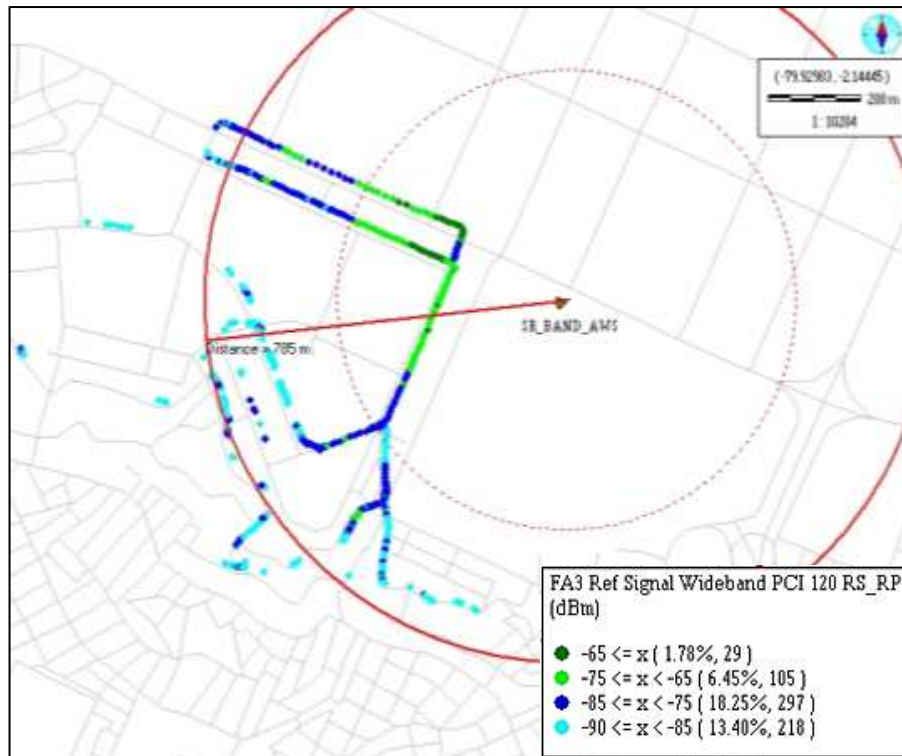 (-79.92983, -2.14445)
200 m
1 : 10204
SR_BAND_AWS
Distance = 785 m
FA3 Ref Signal Wideband PCI 120 RS_RP
(dBm)
-65 <= x ( 1.78%, 29 )
-75 <= x < -65 ( 6.45%, 105 )
-85 <= x < -75 ( 18.25%, 297 )
-90 <= x < -85 ( 13.40%, 218 )